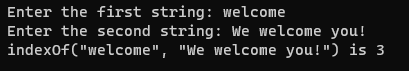 Enter the first string: welcome
Enter the second string: We welcome you!
indexOf("welcome", "We welcome you!") is 3